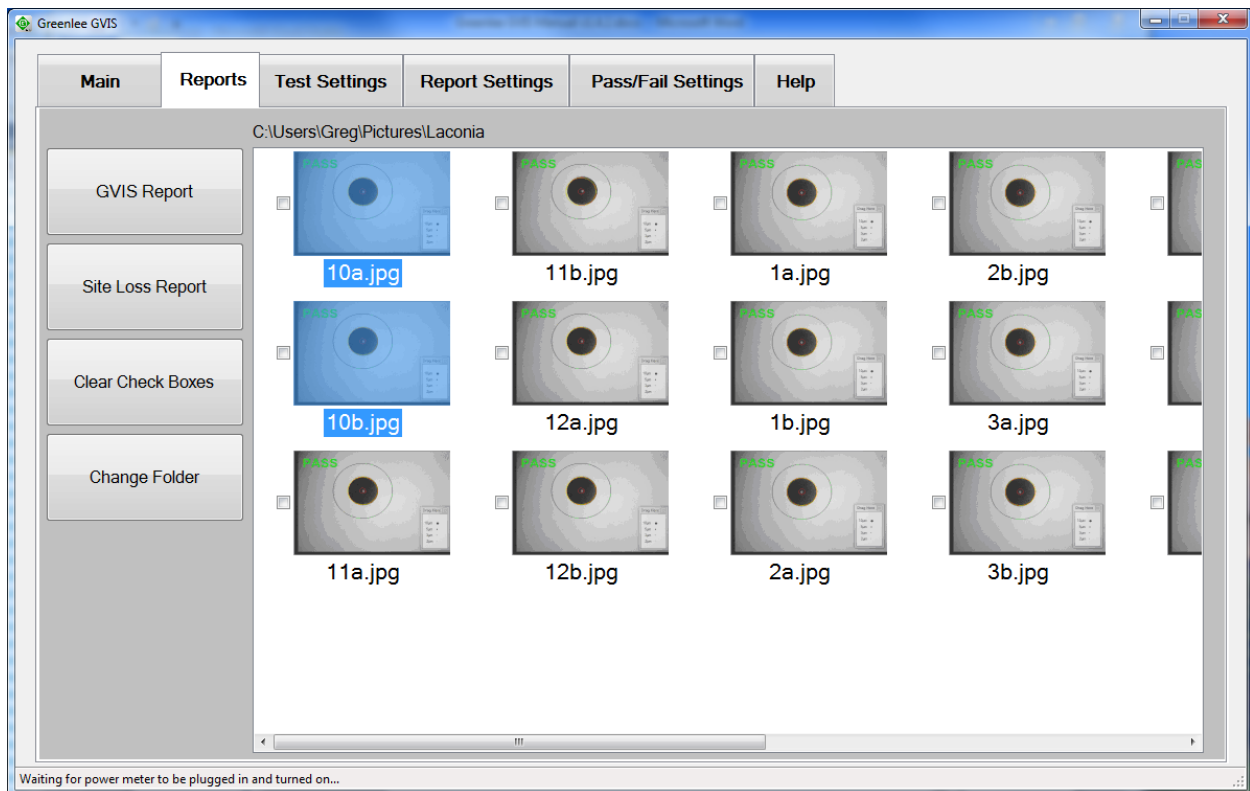 Greenlee GVIS
Main
Reports
Test Settings
Report Settings
Pass/Fail Settings
Help
C:\Users\Greg\Pictures\Laconia
GVIS Report
Site Loss Report
Clear Check Boxes
Change Folder
PASS
PASS
PASS
PASS
PAS
10a.jpg
11b.jpg
1a.jpg
2b.jpg
PASS
PASS
PASS
PASS
PAS
10b.jpg
12a.jpg
1b.jpg
3a.jpg
PASS
PASS
PASS
PASS
PAS
11a.jpg
12b.jpg
2a.jpg
3b.jpg
Waiting for power meter to be plugged in and turned on...